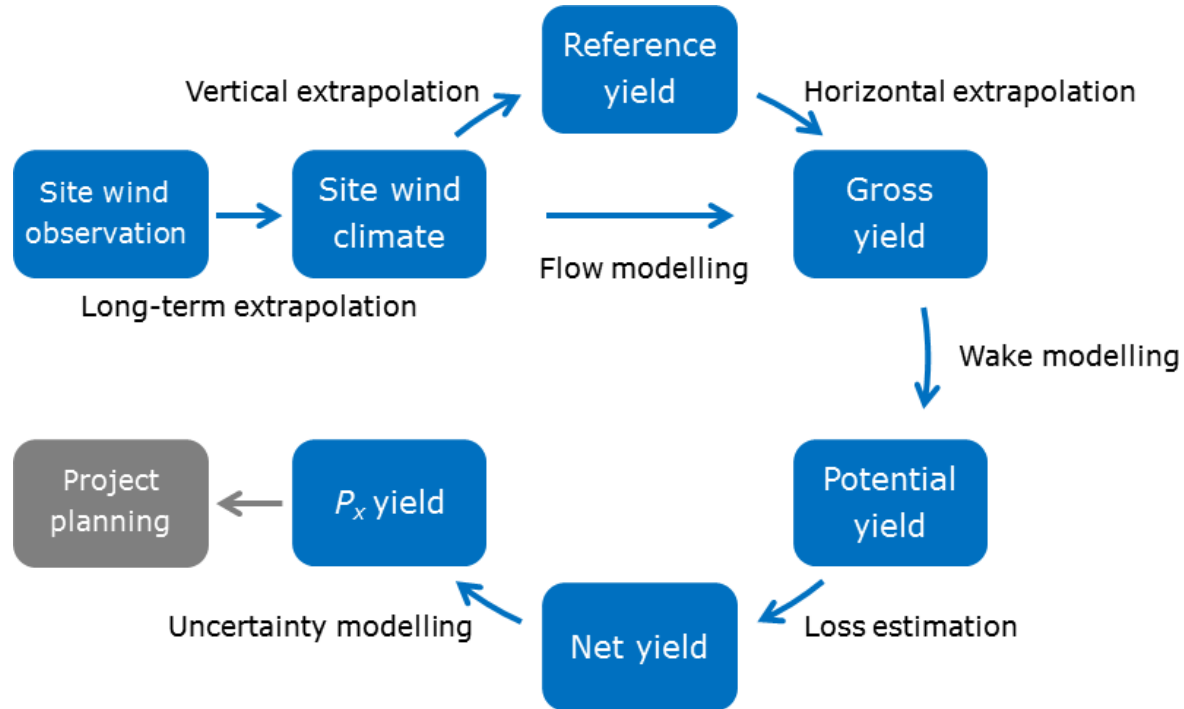 Reference
yield
Vertical extrapolation
Horizontal extrapolation
Site wind
observation
Site wind
climate
Gross
yield
Flow modelling
Long-term extrapolation
Wake modelling
Project
planning
Px yield
Potential
yield
Uncertainty modelling
Net yield
Loss estimation